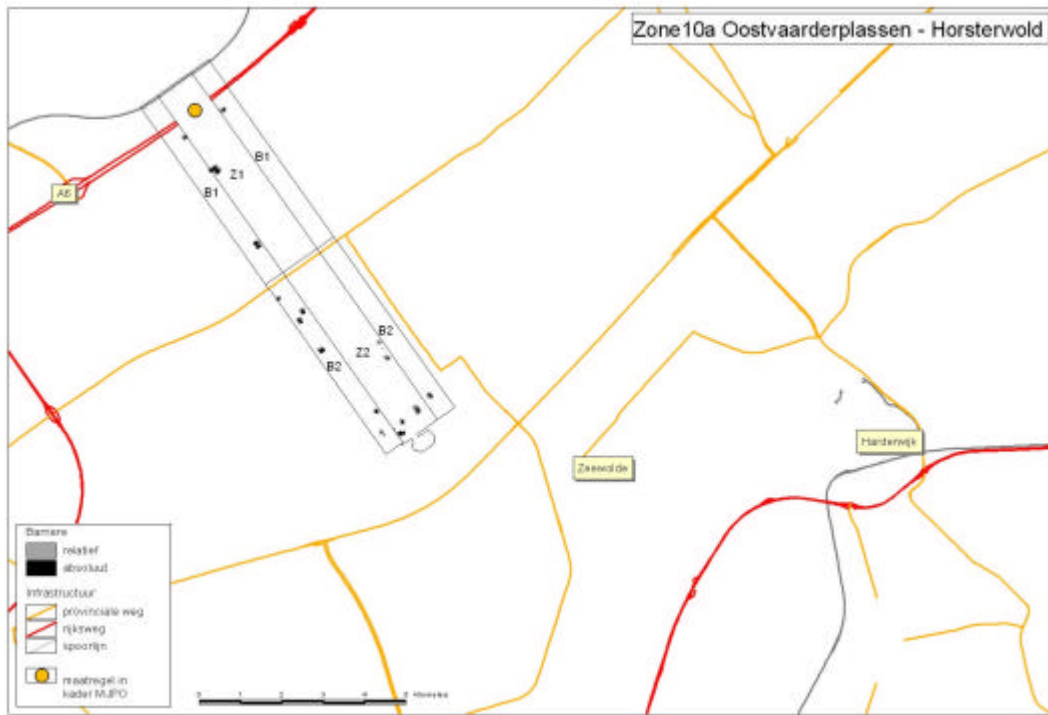 Zone10a Oostvaarderplassen - Horsterwold
B1
Z1
A6
B1
B2
Z2
B2
Harderwijk
Zeewolde
Barriere
relatief
absoluut
Infrastructuur
provinciale weg
rijksweg
spoorlijn
maatregel in
kader MJPO
0 1 2 3 4 5 Kilometers